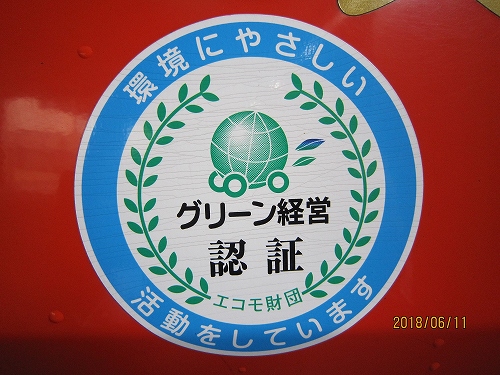 環境にやさしい
グリーン経営
認証
エコモ財団
活動をしています
2018/06/11